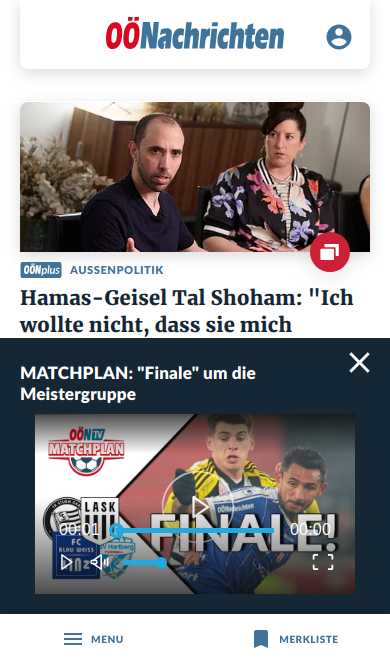 OÖNachrichten
OÖNplus AUSSENPOLITIK
Hamas-Geisel Tal Shoham: "Ich
wollte nicht, dass sie mich
MATCHPLAN: "Finale" um die
Meistergruppe
OÖN TV
MATCHPLAN
LASK
00:01
00:00
FINALE!
FC
BLAU WEISS
Hartberg
MENU
MERKLISTE